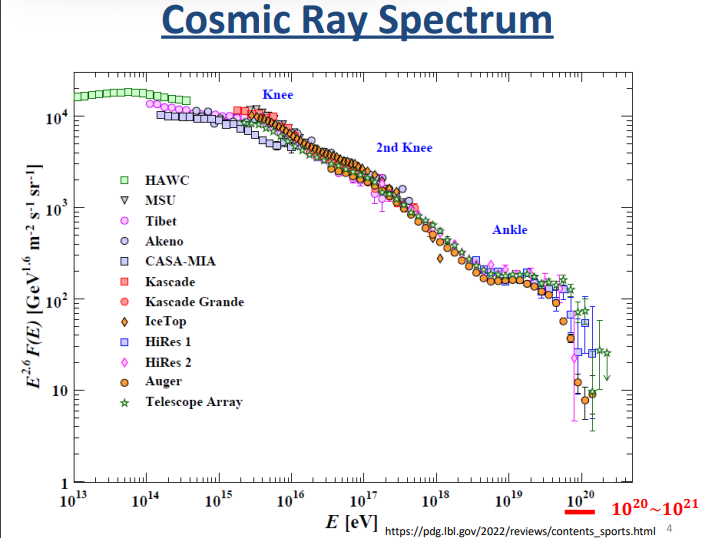 Cosmic Ray Spectrum
Knee
2nd Knee
Ankle
E^2.6 F(E) [GeV^1.6 m^-2 s^-1 sr^-1]
10^4
10^3
10^2
10
1
HAWC
MSU
Tibet
Akeno
CASA-MIA
Kascade
Kascade Grande
IceTop
HiRes 1
HiRes 2
Auger
Telescope Array
10^13 10^14 10^15 10^16 10^17 10^18 10^19 10^20
10^20~10^21
E [eV]
https://pdg.lbl.gov/2022/reviews/contents_sports.html 4